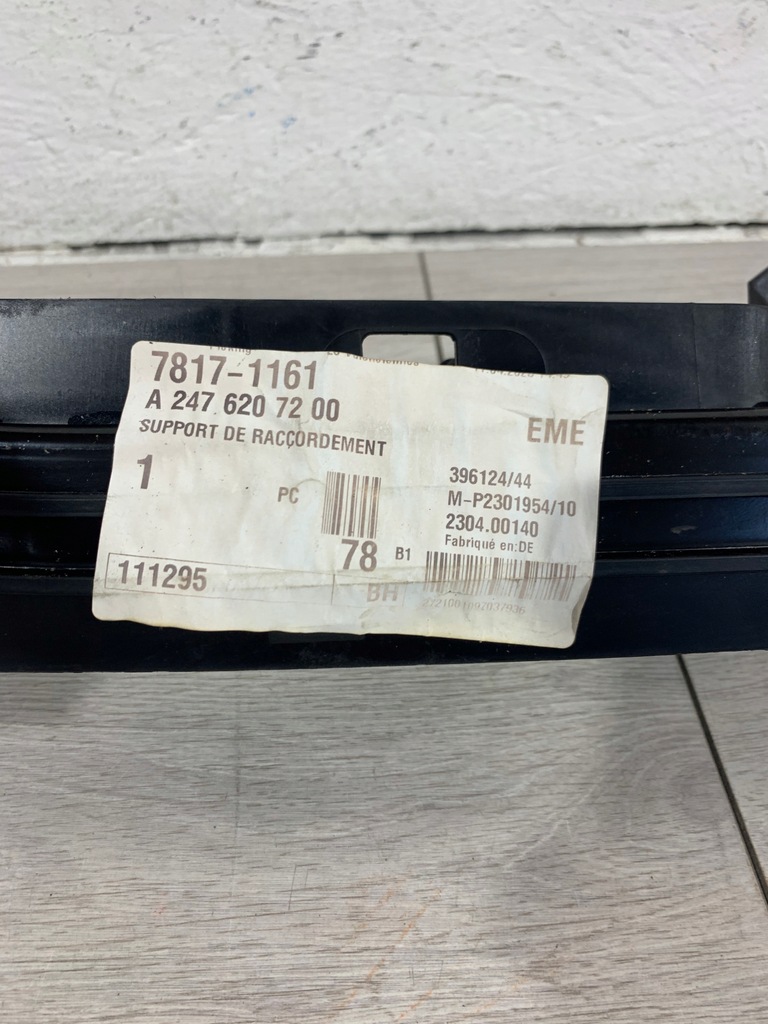 7817-1161
A 247 620 72 00
SUPPORT DE RACCORDEMENT
EME
1
PC
396124/44
M-P2301954/10
2304.00140
Fabriqué en:DE
78
B1
111295
BH